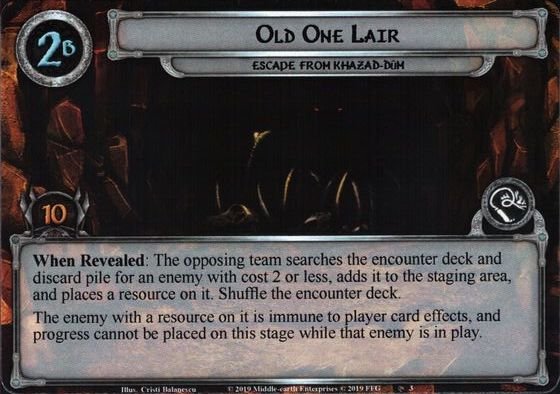 2B
OLD ONE LAIR
ESCAPE FROM KHAZAD-DÛM
10
When Revealed: The opposing team searches the encounter deck and
discard pile for an enemy with cost 2 or less, adds it to the staging area,
and places a resource on it. Shuffle the encounter deck.
The enemy with a resource on it is immune to player card effects, and
progress cannot be placed on this stage while that enemy is in play.
Illus. Cristi Balanescu © 2019 Middle-earth Enterprises © 2019 FFG 3